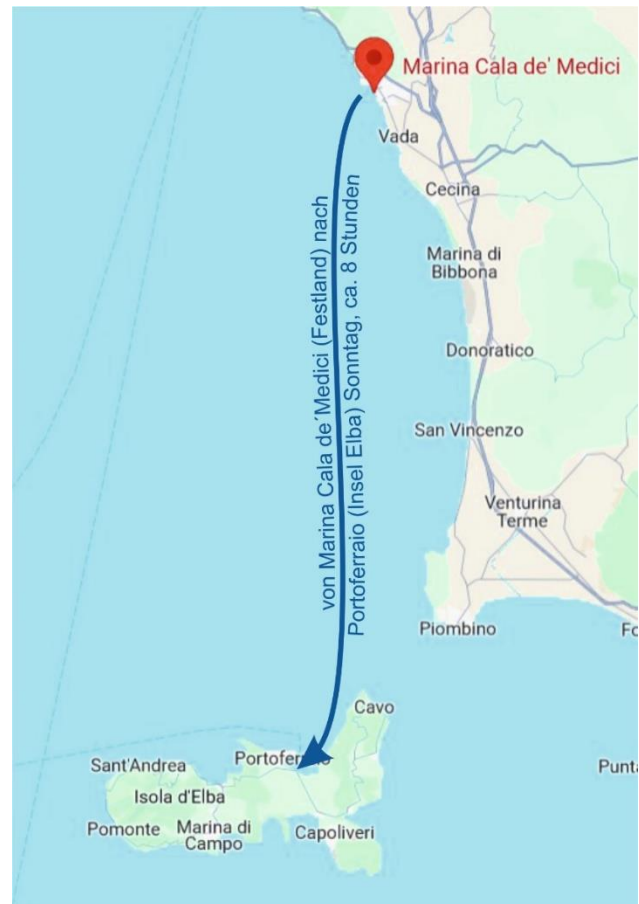 Marina Cala de' Medici
Vada
Cecina
Marina di
Bibbona
Donoratico
San Vincenzo
Venturina
Terme
Piombino
Fo
von Marina Cala de´Medici (Festland) nach
Portoferraio (Insel Elba) Sonntag, ca. 8 Stunden
Cavo
Portoferraio
Sant'Andrea
Punta
Isola d'Elba
Pomonte
Marina di
Campo
Capoliveri